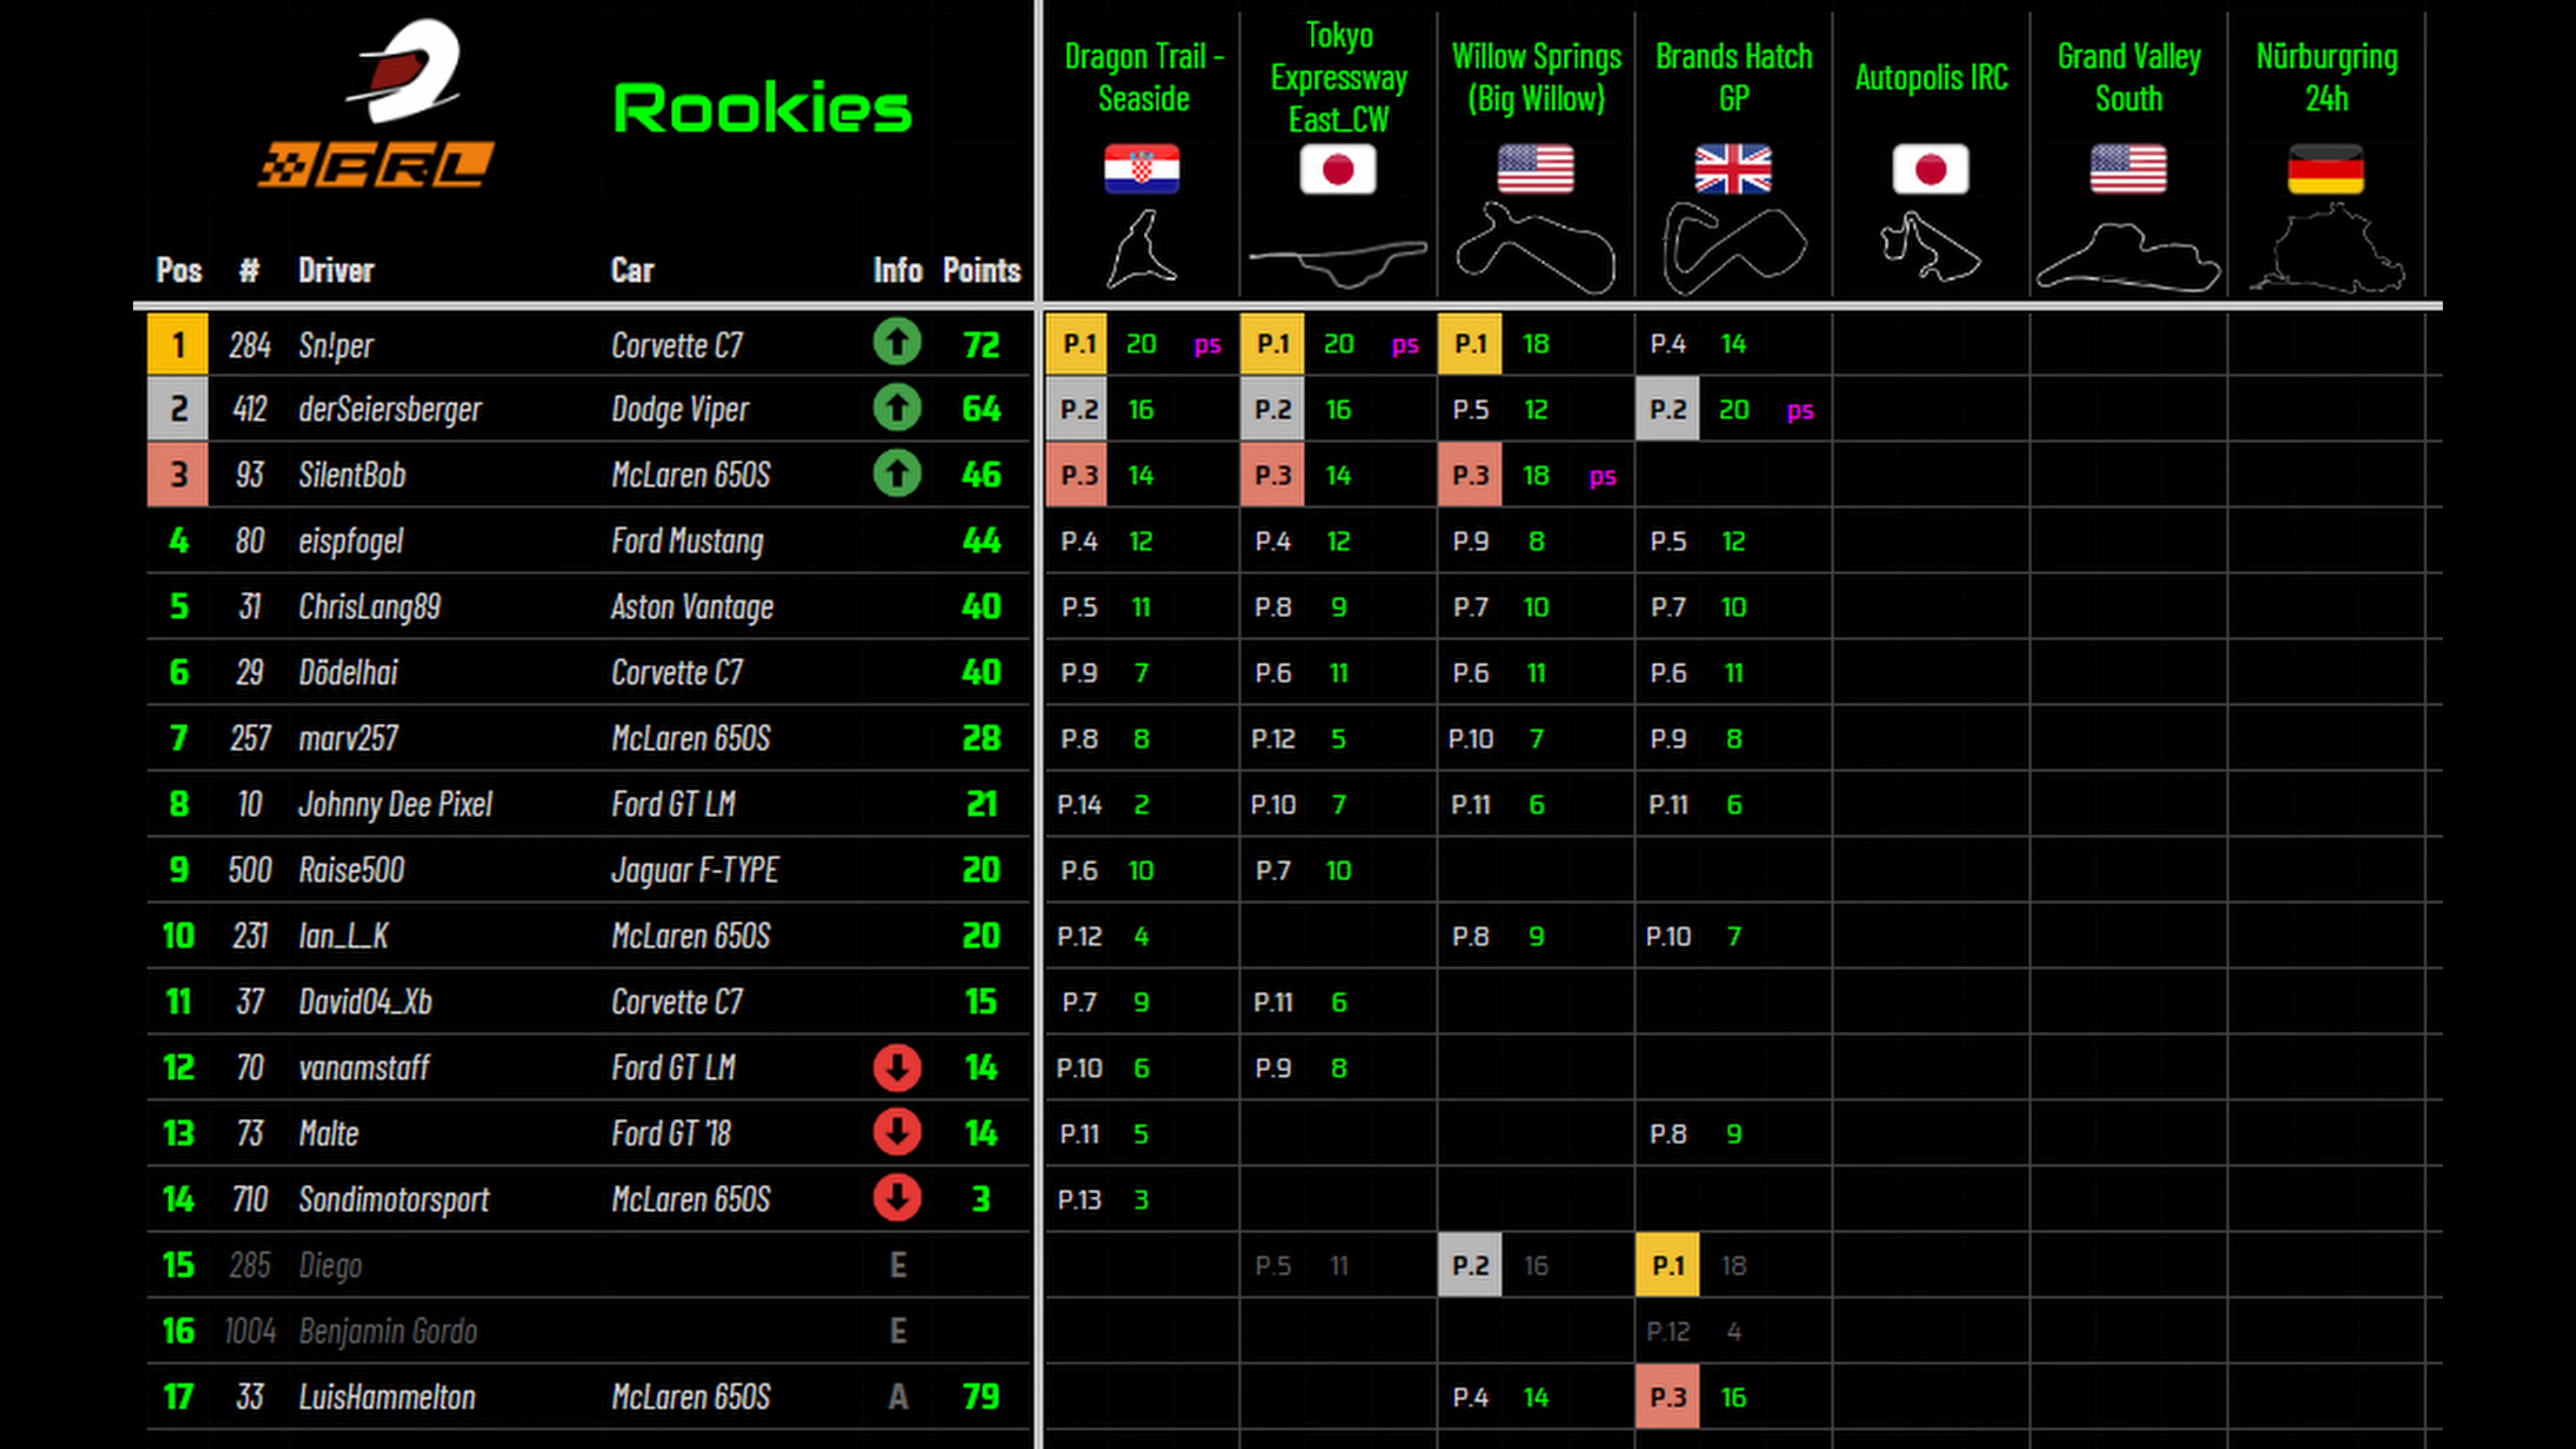 PRL
Rookies
Dragon Trail -
Seaside
Tokyo
Expressway
East_CW
Willow Springs
(Big Willow)
Brands Hatch
GP
Autopolis IRC
Grand Valley
South
Nürburgring
24h
Pos # Driver Car Info Points
1 284 Sn!per Corvette C7 72 P.1 20 ps P.1 20 ps P.1 18 P.4 14
2 412 derSeiersberger Dodge Viper 64 P.2 16 P.2 16 P.5 12 P.2 20 ps
3 93 SilentBob McLaren 650S 46 P.3 14 P.3 14 P.3 18 ps
4 80 eispfogel Ford Mustang 44 P.4 12 P.4 12 P.9 8 P.5 12
5 31 ChrisLang89 Aston Vantage 40 P.5 11 P.8 9 P.7 10 P.7 10
6 29 Dödelhai Corvette C7 40 P.9 7 P.6 11 P.6 11 P.6 11
7 257 marv257 McLaren 650S 28 P.8 8 P.12 5 P.10 7 P.9 8
8 10 Johnny Dee Pixel Ford GT LM 21 P.14 2 P.10 7 P.11 6 P.11 6
9 500 Raise500 Jaguar F-TYPE 20 P.6 10 P.7 10
10 231 Ian_L_K McLaren 650S 20 P.12 4 P.8 9 P.10 7
11 37 David04_Xb Corvette C7 15 P.7 9 P.11 6
12 70 vanamstaff Ford GT LM 14 P.10 6 P.9 8
13 73 Malte Ford GT '18 14 P.11 5 P.8 9
14 710 Sondimotorsport McLaren 650S 3 P.13 3
15 285 Diego E P.5 11 P.2 16 P.1 18
16 1004 Benjamin Gordo E P.12 4
17 33 LuisHammelton McLaren 650S A 79 P.4 14 P.3 16